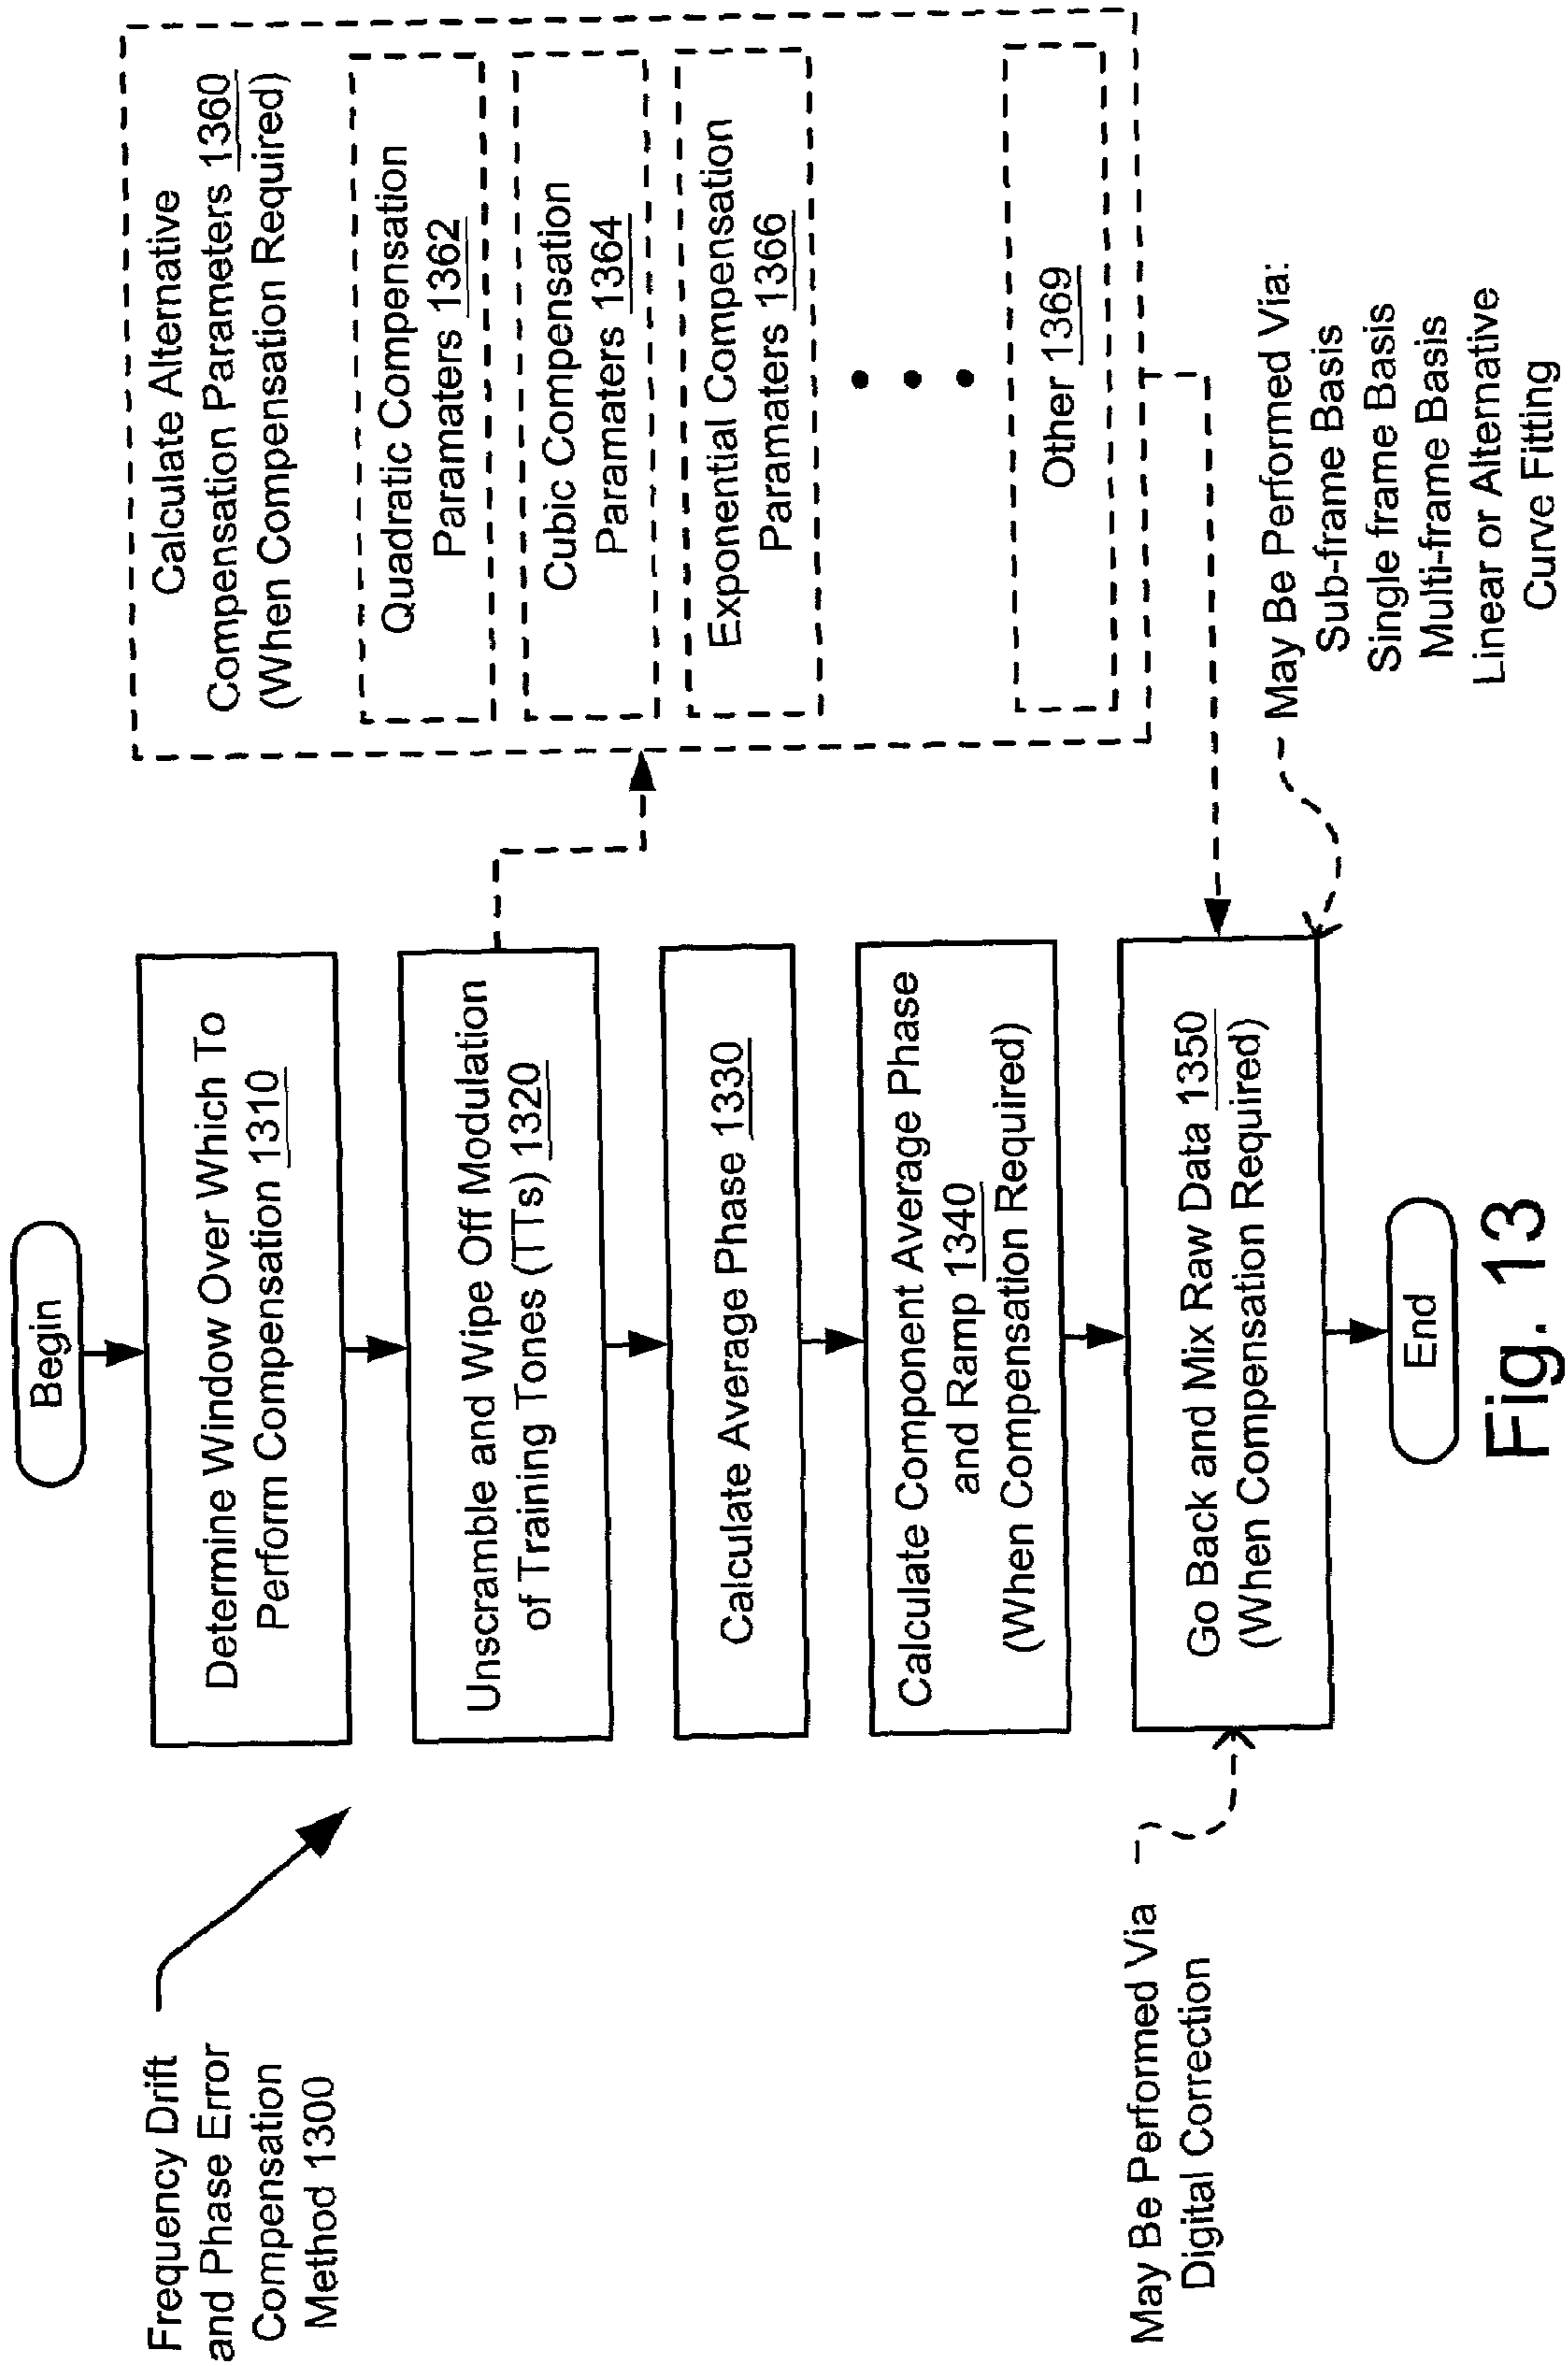 Frequency Drift
and Phase Error
Compensation
Method 1300
Begin
Determine Window Over Which To
Perform Compensation 1310
Unscramble and Wipe Off Modulation
of Training Tones (TTs) 1320
Calculate Average Phase 1330
Calculate Component Average Phase
and Ramp 1340
(When Compensation Required)
Go Back and Mix Raw Data 1350
(When Compensation Required)
End
May Be Performed Via
Digital Correction
Calculate Alternative
Compensation Parameters 1360
(When Compensation Required)
Quadratic Compensation
Paramaters 1362
Cubic Compensation
Paramaters 1364
Exponential Compensation
Paramaters 1366
Other 1369
May Be Performed Via:
Sub-frame Basis
Single frame Basis
Multi-frame Basis
Linear or Alternative
Curve Fitting
Fig. 13